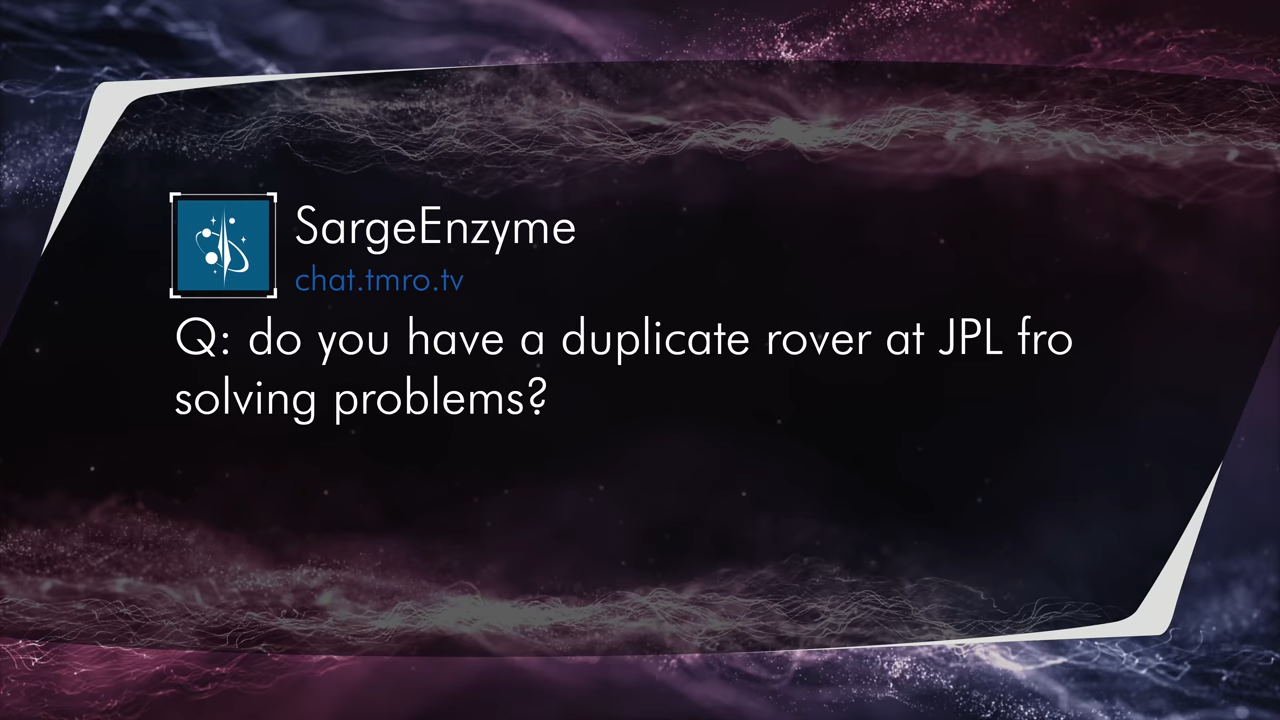 SargeEnzyme
chat.tmro.tv
Q: do you have a duplicate rover at JPL fro
solving problems?